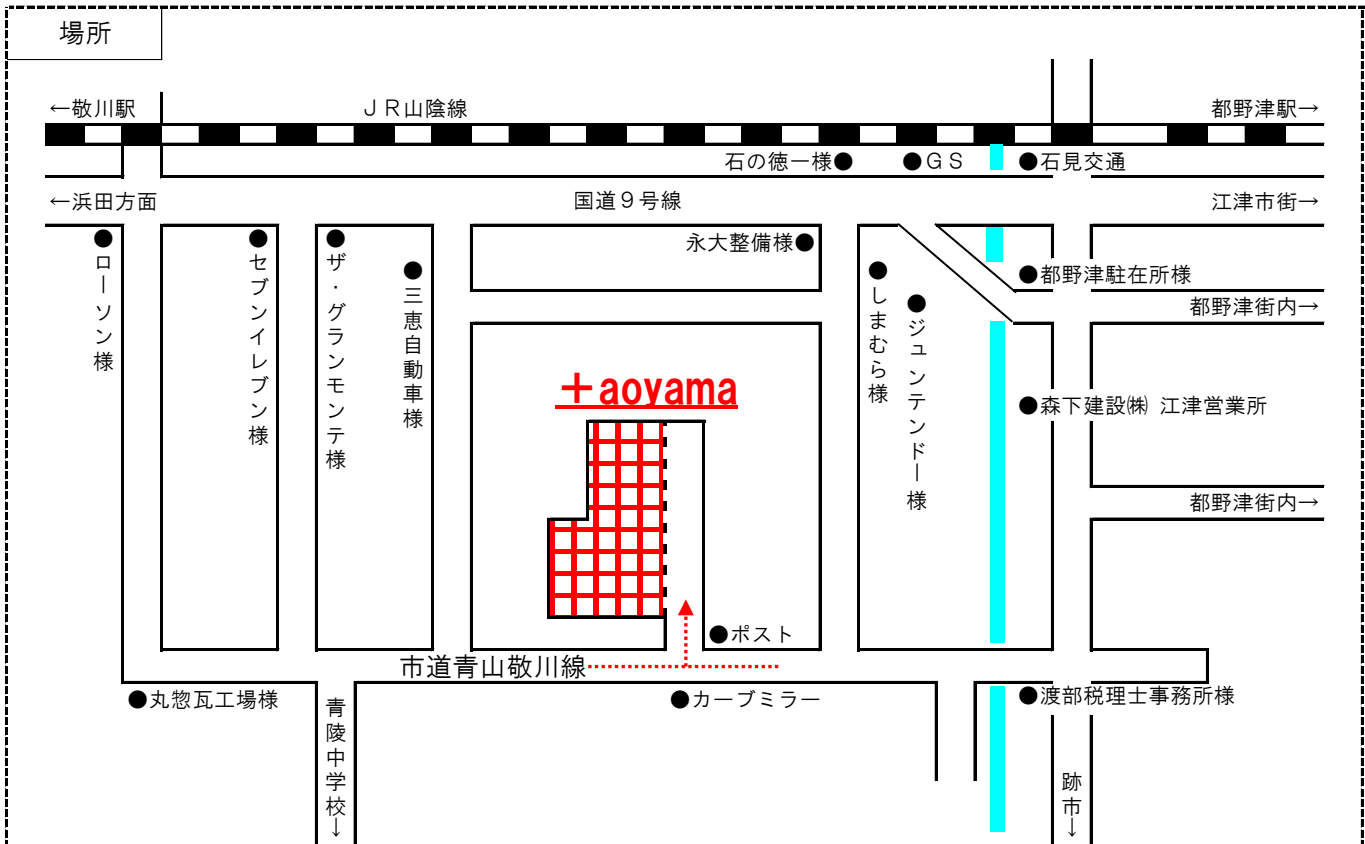 場所
←敬川駅
ＪＲ山陰線
都野津駅→
石の徳一様●
●ＧＳ
●石見交通
←浜田方面
国道９号線
江津市街→
●ローソン様
●セブンイレブン様
●ザ・グランモンテ様
●三恵自動車様
永大整備様●
●しまむら様
●ジュンテンドー様
●都野津駐在所様
都野津街内→
＋aoyama
●森下建設㈱ 江津営業所
都野津街内→
●ポスト
市道青山敬川線
●丸惣瓦工場様
●カーブミラー
●渡部税理士事務所様
青陵中学校↓
跡市↓